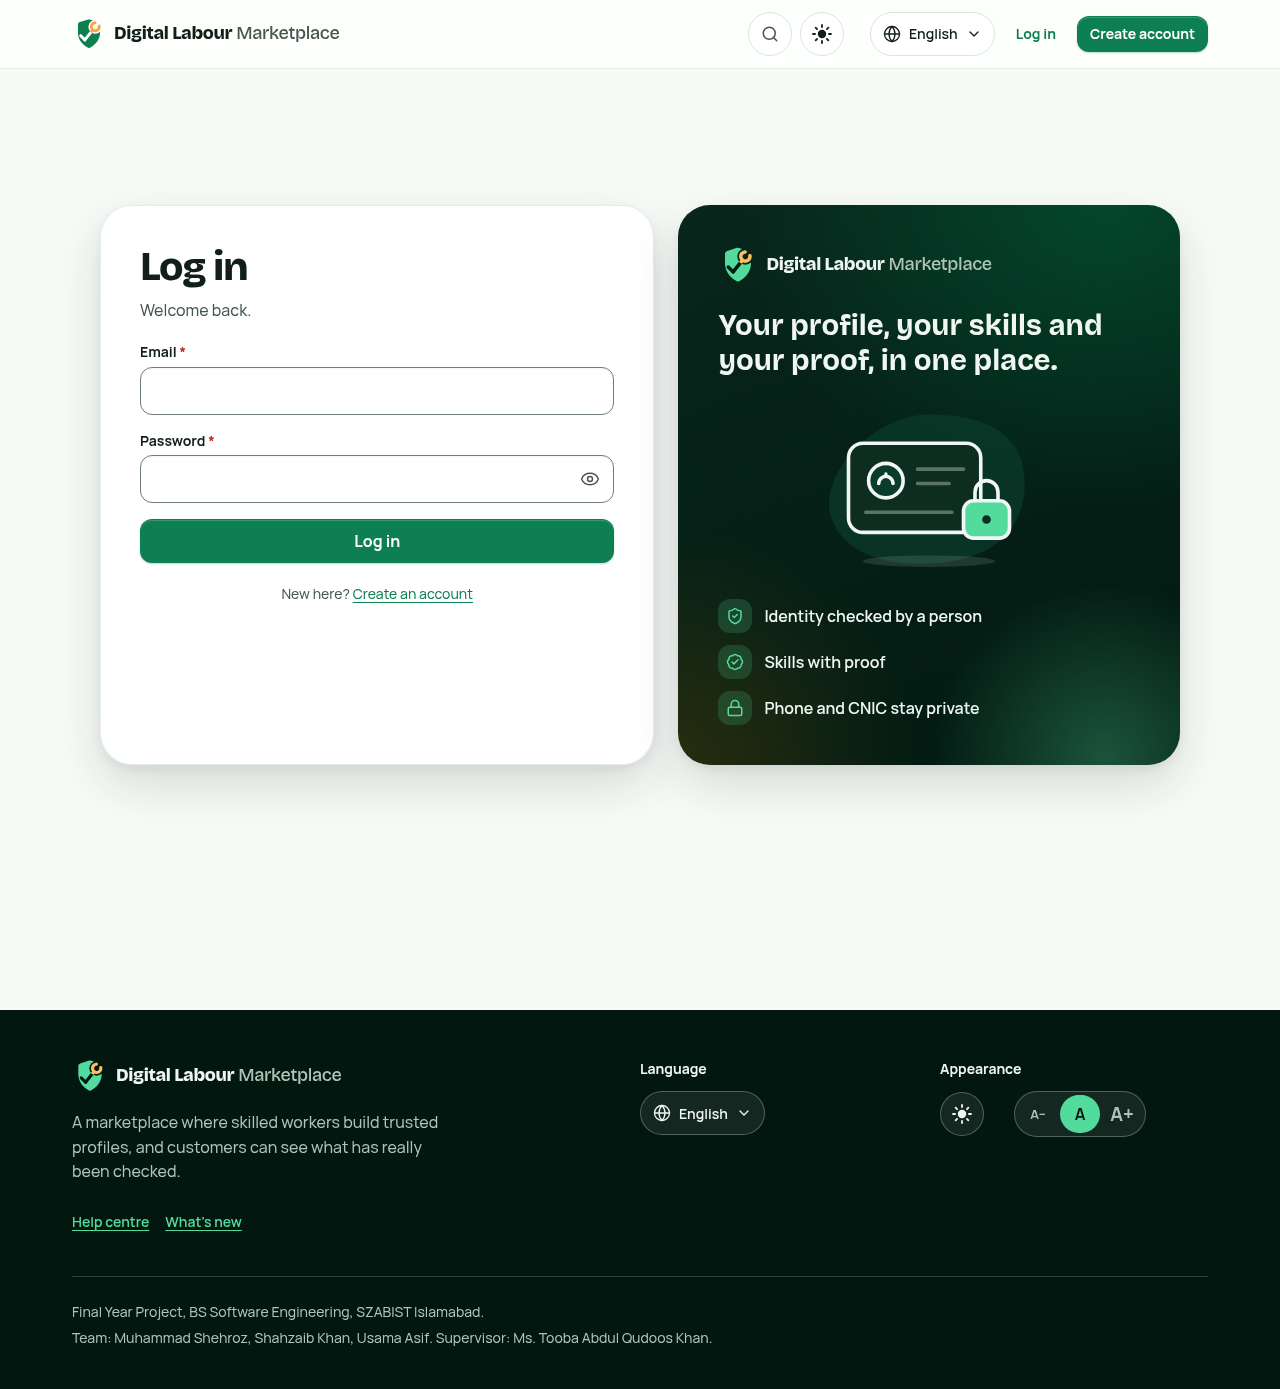 Digital Labour Marketplace
English
Log in
Create account
Log in
Welcome back.
Email *
Password *
Log in
New here? Create an account
Digital Labour Marketplace
Your profile, your skills and
your proof, in one place.
Identity checked by a person
Skills with proof
Phone and CNIC stay private
Digital Labour Marketplace
A marketplace where skilled workers build trusted
profiles, and customers can see what has really
been checked.
Help centre
What's new
Language
English
Appearance
A−
A
A+
Final Year Project, BS Software Engineering, SZABIST Islamabad.
Team: Muhammad Shehroz, Shahzaib Khan, Usama Asif. Supervisor: Ms. Tooba Abdul Qudoos Khan.